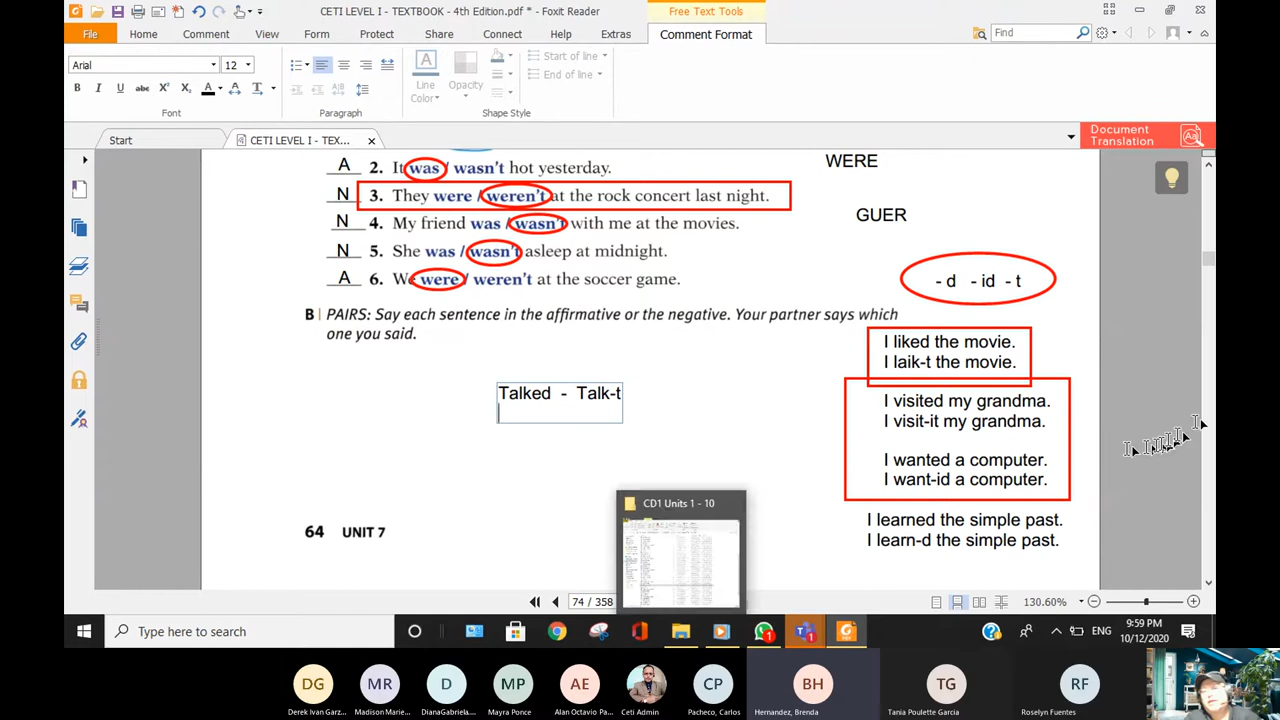 CETI LEVEL I - TEXTBOOK - 4th Edition.pdf * - Foxit Reader
Free Text Tools
File Home Comment View Form Protect Share Connect Help Extras Comment Format
Find
Arial 12
Start of line
End of line
Line Color
Opacity
Font Paragraph Shape Style
Start
CETI LEVEL I - TEX...
Document Translation
A 2. It was / wasn't hot yesterday.
N 3. They were / weren't at the rock concert last night.
N 4. My friend was / wasn't with me at the movies.
N 5. She was / wasn't asleep at midnight.
A 6. We were / weren't at the soccer game.
B PAIRS: Say each sentence in the affirmative or the negative. Your partner says which
one you said.
Talked - Talk-t
WERE
GUER
- d - id - t
I liked the movie.
I laik-t the movie.
I visited my grandma.
I visit-it my grandma.
I wanted a computer.
I want-id a computer.
I learned the simple past.
I learn-d the simple past.
64 UNIT 7
CD1 Units 1 - 10
74 / 358
130.60%
Type here to search
ENG
9:59 PM
10/12/2020
DG MR D MP AE CP BH TG RF
Derek Ivan Garz...
Madison Marie...
DianaGabriela...
Mayra Ponce
Alan Octavio Pa...
Ceti Admin
Pacheco, Carlos
Hernandez, Brenda
Tania Poulette Garcia
Roselyn Fuentes